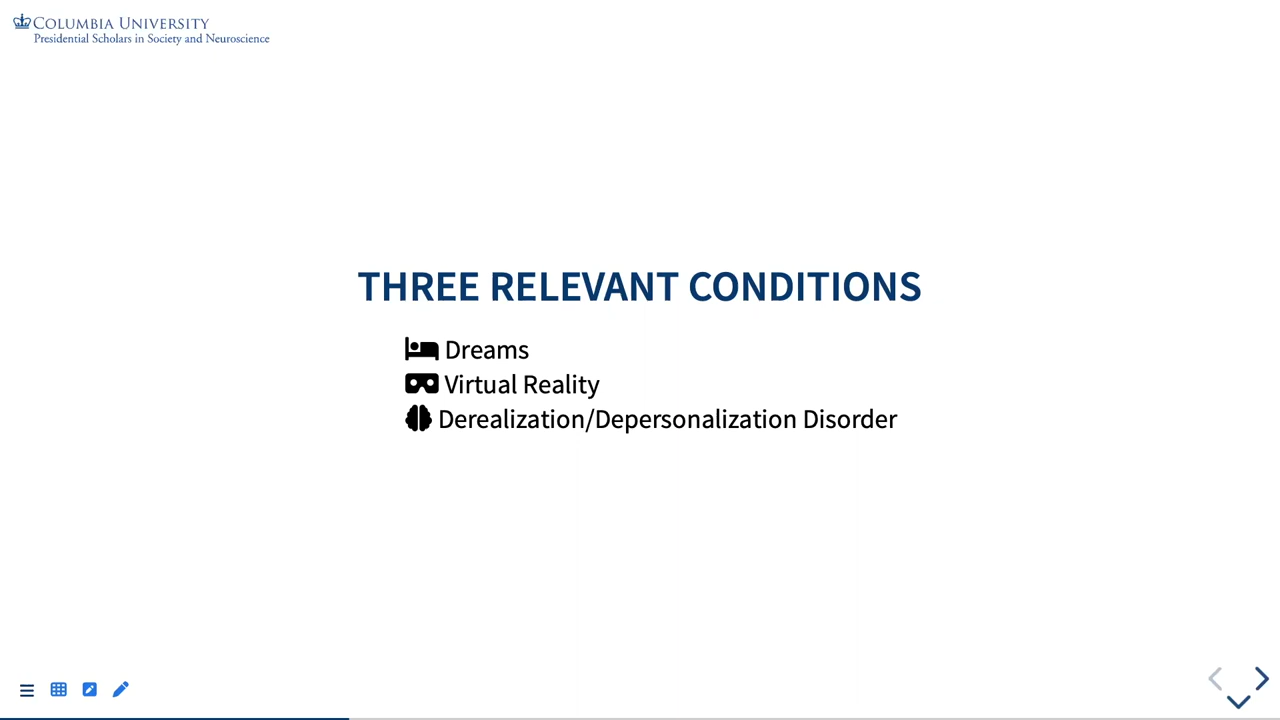 COLUMBIA UNIVERSITY
Presidential Scholars in Society and Neuroscience
THREE RELEVANT CONDITIONS
Dreams
Virtual Reality
Derealization/Depersonalization Disorder